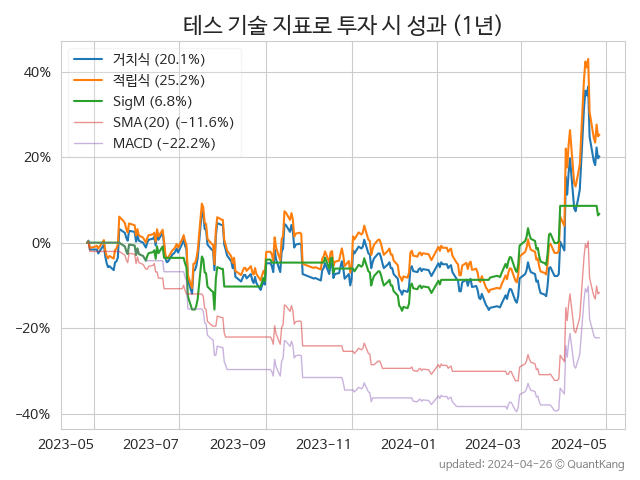 테스 기술 지표로 투자 시 성과 (1년)
거치식 (20.1%)
적립식 (25.2%)
SigM (6.8%)
SMA(20) (−11.6%)
MACD (−22.2%)
40%
20%
0%
−20%
−40%
2023-05 2023-07 2023-09 2023-11 2024-01 2024-03 2024-05
updated: 2024-04-26 © QuantKang